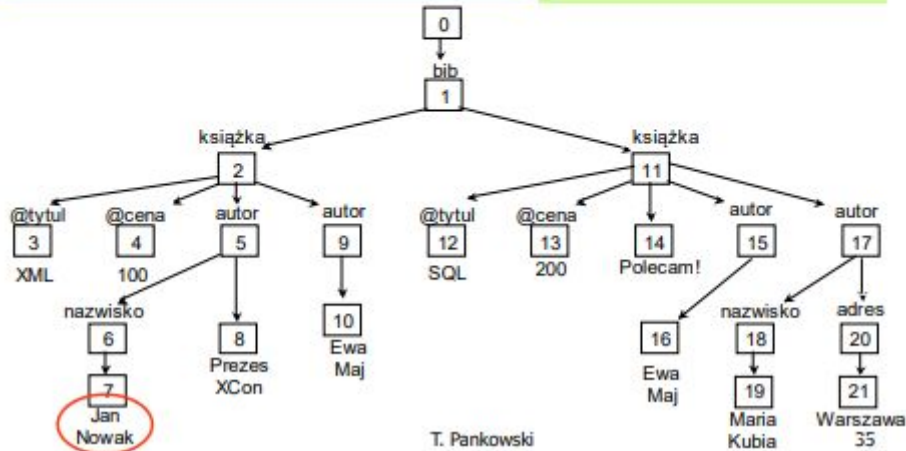 0
bib
1
książka
książka
2
11
@tytul
@cena
autor
autor
@tytul
@cena
autor
autor
3
4
5
9
12
13
14
15
17
XML
100
SQL
200
Polecam!
nazwisko
nazwisko
adres
6
8
10
16
18
20
Prezes
XCon
Ewa
Maj
7
Ewa
Maj
19
21
Jan
Nowak
Maria
Kubia
Warszawa
T. Pankowski
35